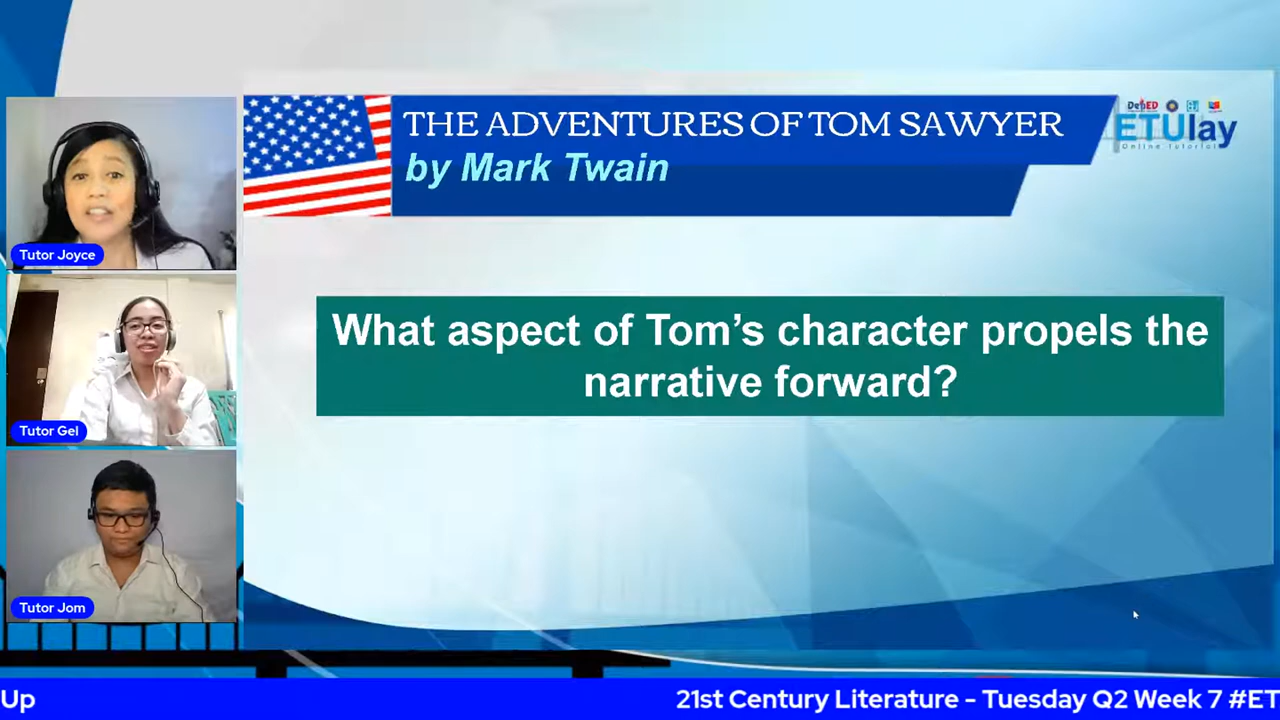 THE ADVENTURES OF TOM SAWYER
by Mark Twain
DepED
ETUlay
Online Tutorial
What aspect of Tom's character propels the
narrative forward?
Tutor Joyce
Tutor Gel
Tutor Jom
Up
21st Century Literature - Tuesday Q2 Week 7 #ET